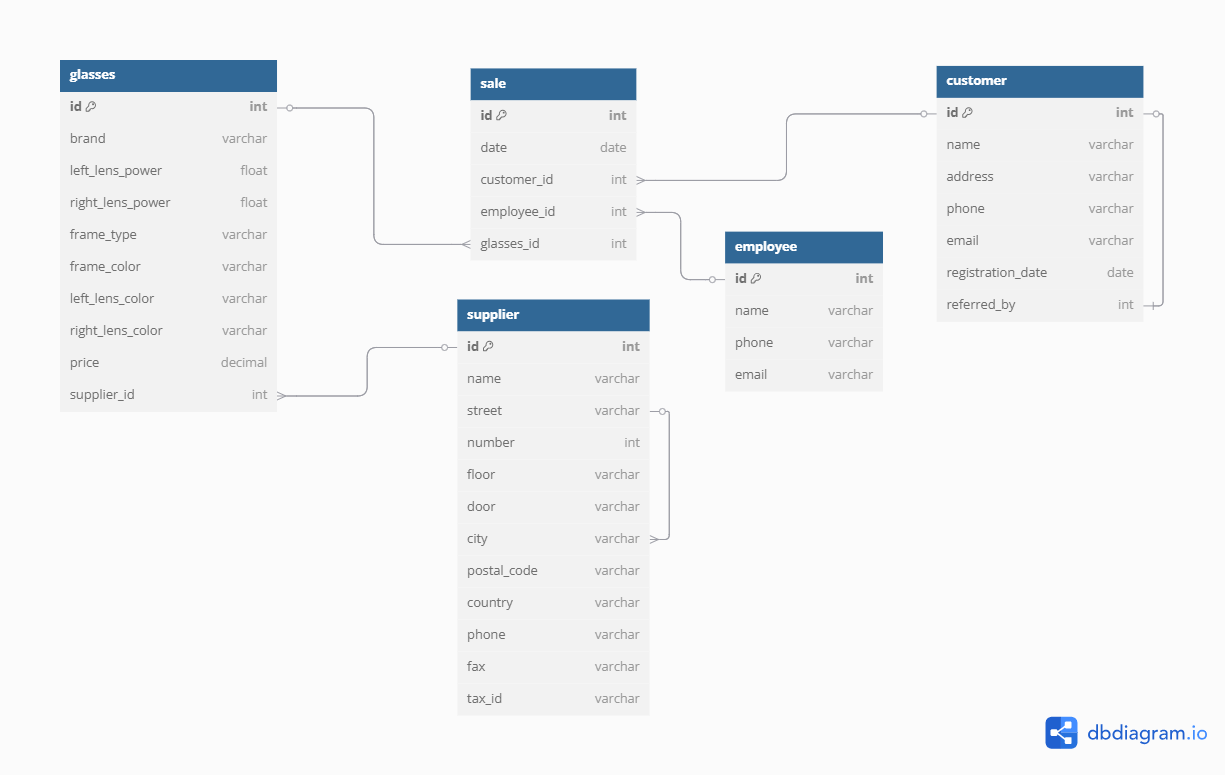 glasses
id int
brand varchar
left_lens_power float
right_lens_power float
frame_type varchar
frame_color varchar
left_lens_color varchar
right_lens_color varchar
price decimal
supplier_id int
sale
id int
date date
customer_id int
employee_id int
glasses_id int
customer
id int
name varchar
address varchar
phone varchar
email varchar
registration_date date
referred_by int
employee
id int
name varchar
phone varchar
email varchar
supplier
id int
name varchar
street varchar
number int
floor varchar
door varchar
city varchar
postal_code varchar
country varchar
phone varchar
fax varchar
tax_id varchar
dbdiagram.io